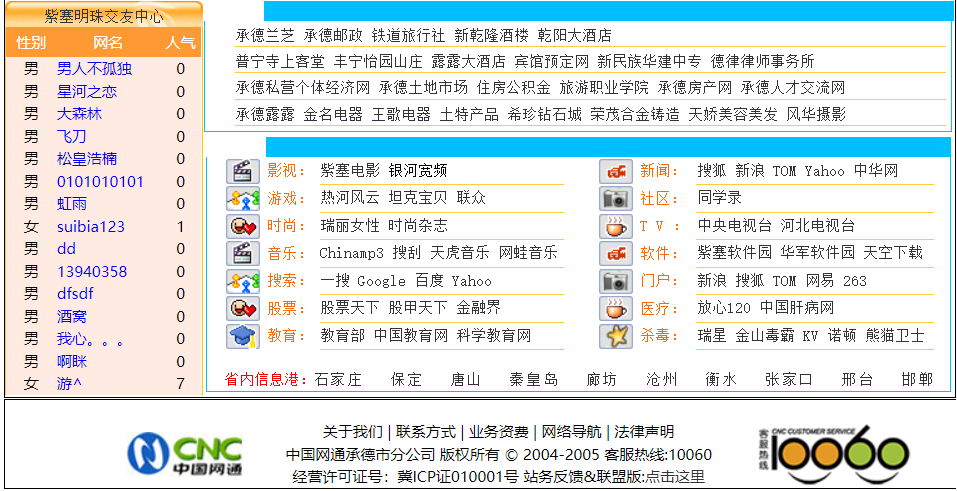 紫塞明珠交友中心
性别 网名 人气
男 男人不孤独 0
男 星河之恋 0
男 大森林 0
男 飞刀 0
男 松皇浩楠 0
男 0101010101 0
男 虹雨 0
女 suibia123 1
男 dd 0
男 13940358 0
男 dfsdf 0
男 酒窝 0
男 我心。。。 0
男 啊眯 0
女 游^ 7
承德兰芝 承德邮政 铁道旅行社 新乾隆酒楼 乾阳大酒店
普宁寺上客堂 丰宁怡园山庄 露露大酒店 宾馆预定网 新民族华建中专 德律律师事务所
承德私营个体经济网 承德土地市场 住房公积金 旅游职业学院 承德房产网 承德人才交流网
承德露露 金名电器 王歌电器 土特产品 希珍钻石城 荣茂合金铸造 天娇美容美发 风华摄影
影视： 紫塞电影 银河宽频
游戏： 热河风云 坦克宝贝 联众
时尚： 瑞丽女性 时尚杂志
音乐： Chinamp3 搜刮 天虎音乐 网蛙音乐
搜索： 一搜 Google 百度 Yahoo
股票： 股票天下 股甲天下 金融界
教育： 教育部 中国教育网 科学教育网
新闻： 搜狐 新浪 TOM Yahoo 中华网
社区： 同学录
T V ： 中央电视台 河北电视台
软件： 紫塞软件园 华军软件园 天空下载
门户： 新浪 搜狐 TOM 网易 263
医疗： 放心120 中国肝病网
杀毒： 瑞星 金山毒霸 KV 诺顿 熊猫卫士
省内信息港：石家庄 保定 唐山 秦皇岛 廊坊 沧州 衡水 张家口 邢台 邯郸
CNC
中国网通
关于我们 | 联系方式 | 业务资费 | 网络导航 | 法律声明
中国网通承德市分公司 版权所有 © 2004-2005 客服热线:10060
经营许可证号：冀ICP证010001号 站务反馈&联盟版:点击这里
客服热线
CNC CUSTOMER SERVICE
10060